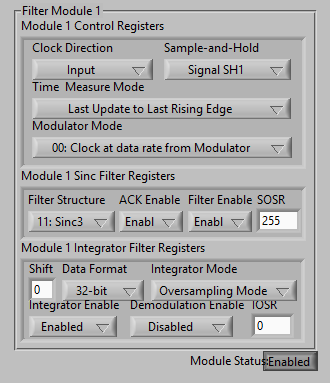 Filter Module 1
Module 1 Control Registers
Clock Direction Sample-and-Hold
Input Signal SH1
Time Measure Mode
Last Update to Last Rising Edge
Modulator Mode
00: Clock at data rate from Modulator
Module 1 Sinc Filter Registers
Filter Structure ACK Enable Filter Enable SOSR
11: Sinc3 Enabl Enabl 255
Module 1 Integrator Filter Registers
Shift Data Format Integrator Mode
0 32-bit Oversampling Mode
Integrator Enable Demodulation Enable IOSR
Enabled Disabled 0
Module Status: Enabled